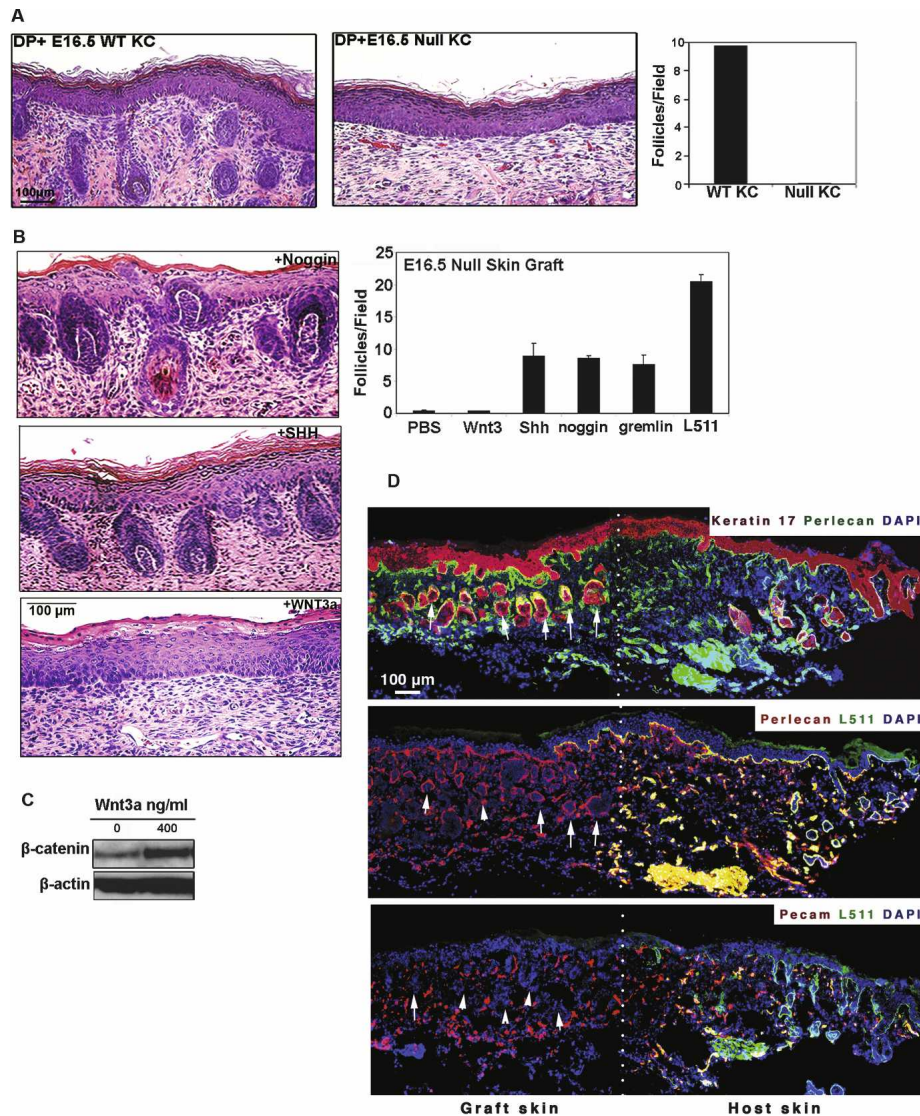 A
DP+ E16.5 WT KC
DP+E16.5 Null KC
100µm
Follicles/Field
10
8
6
4
2
0
WT KC
Null KC
B
+Noggin
+SHH
100 µm
+WNT3a
E16.5 Null Skin Graft
Follicles/Field
25
20
15
10
5
0
PBS
Wnt3
Shh
noggin
gremlin
L511
C
Wnt3a ng/ml
0
400
β-catenin
β-actin
D
Keratin 17 Perlecan DAPI
100 µm
Perlecan L511 DAPI
Pecam L511 DAPI
Graft skin
Host skin